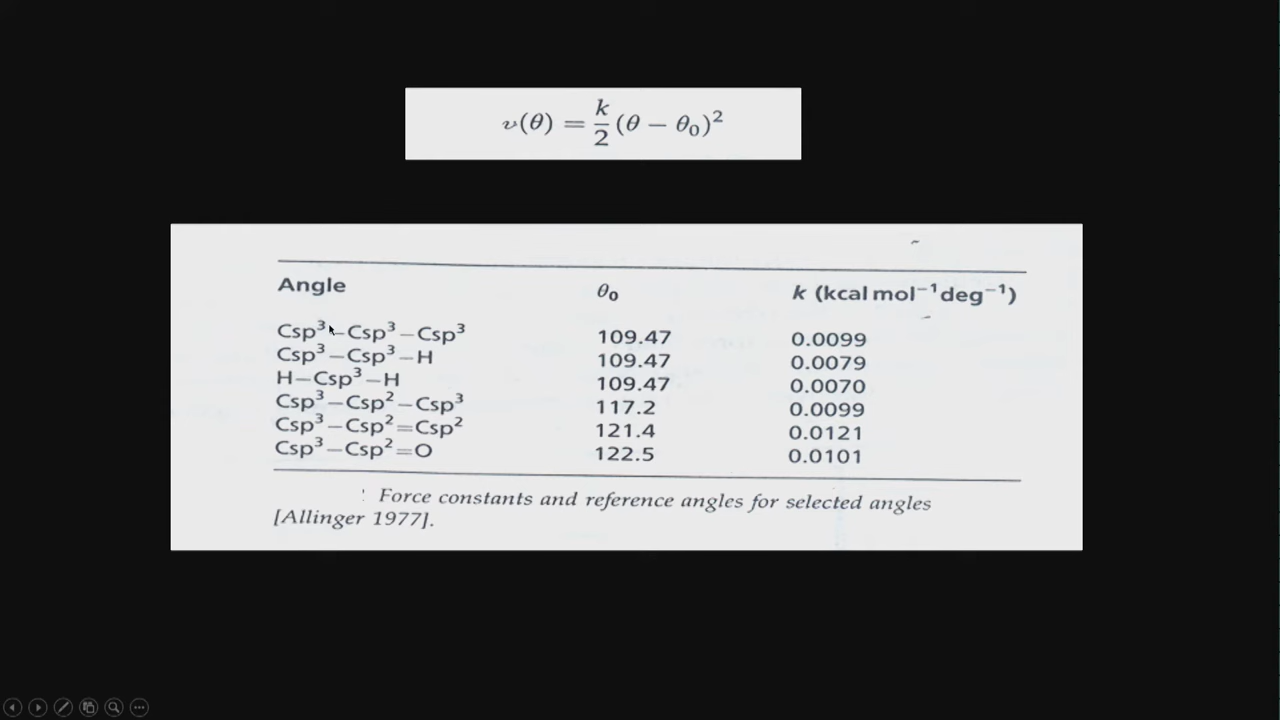 ν(θ) = k/2 (θ − θ₀)²
Angle θ₀ k (kcal mol⁻¹deg⁻¹)
Csp³−Csp³−Csp³ 109.47 0.0099
Csp³−Csp³−H 109.47 0.0079
H−Csp³−H 109.47 0.0070
Csp³−Csp²−Csp³ 117.2 0.0099
Csp³−Csp²=Csp² 121.4 0.0121
Csp³−Csp²=O 122.5 0.0101
Force constants and reference angles for selected angles
[Allinger 1977].